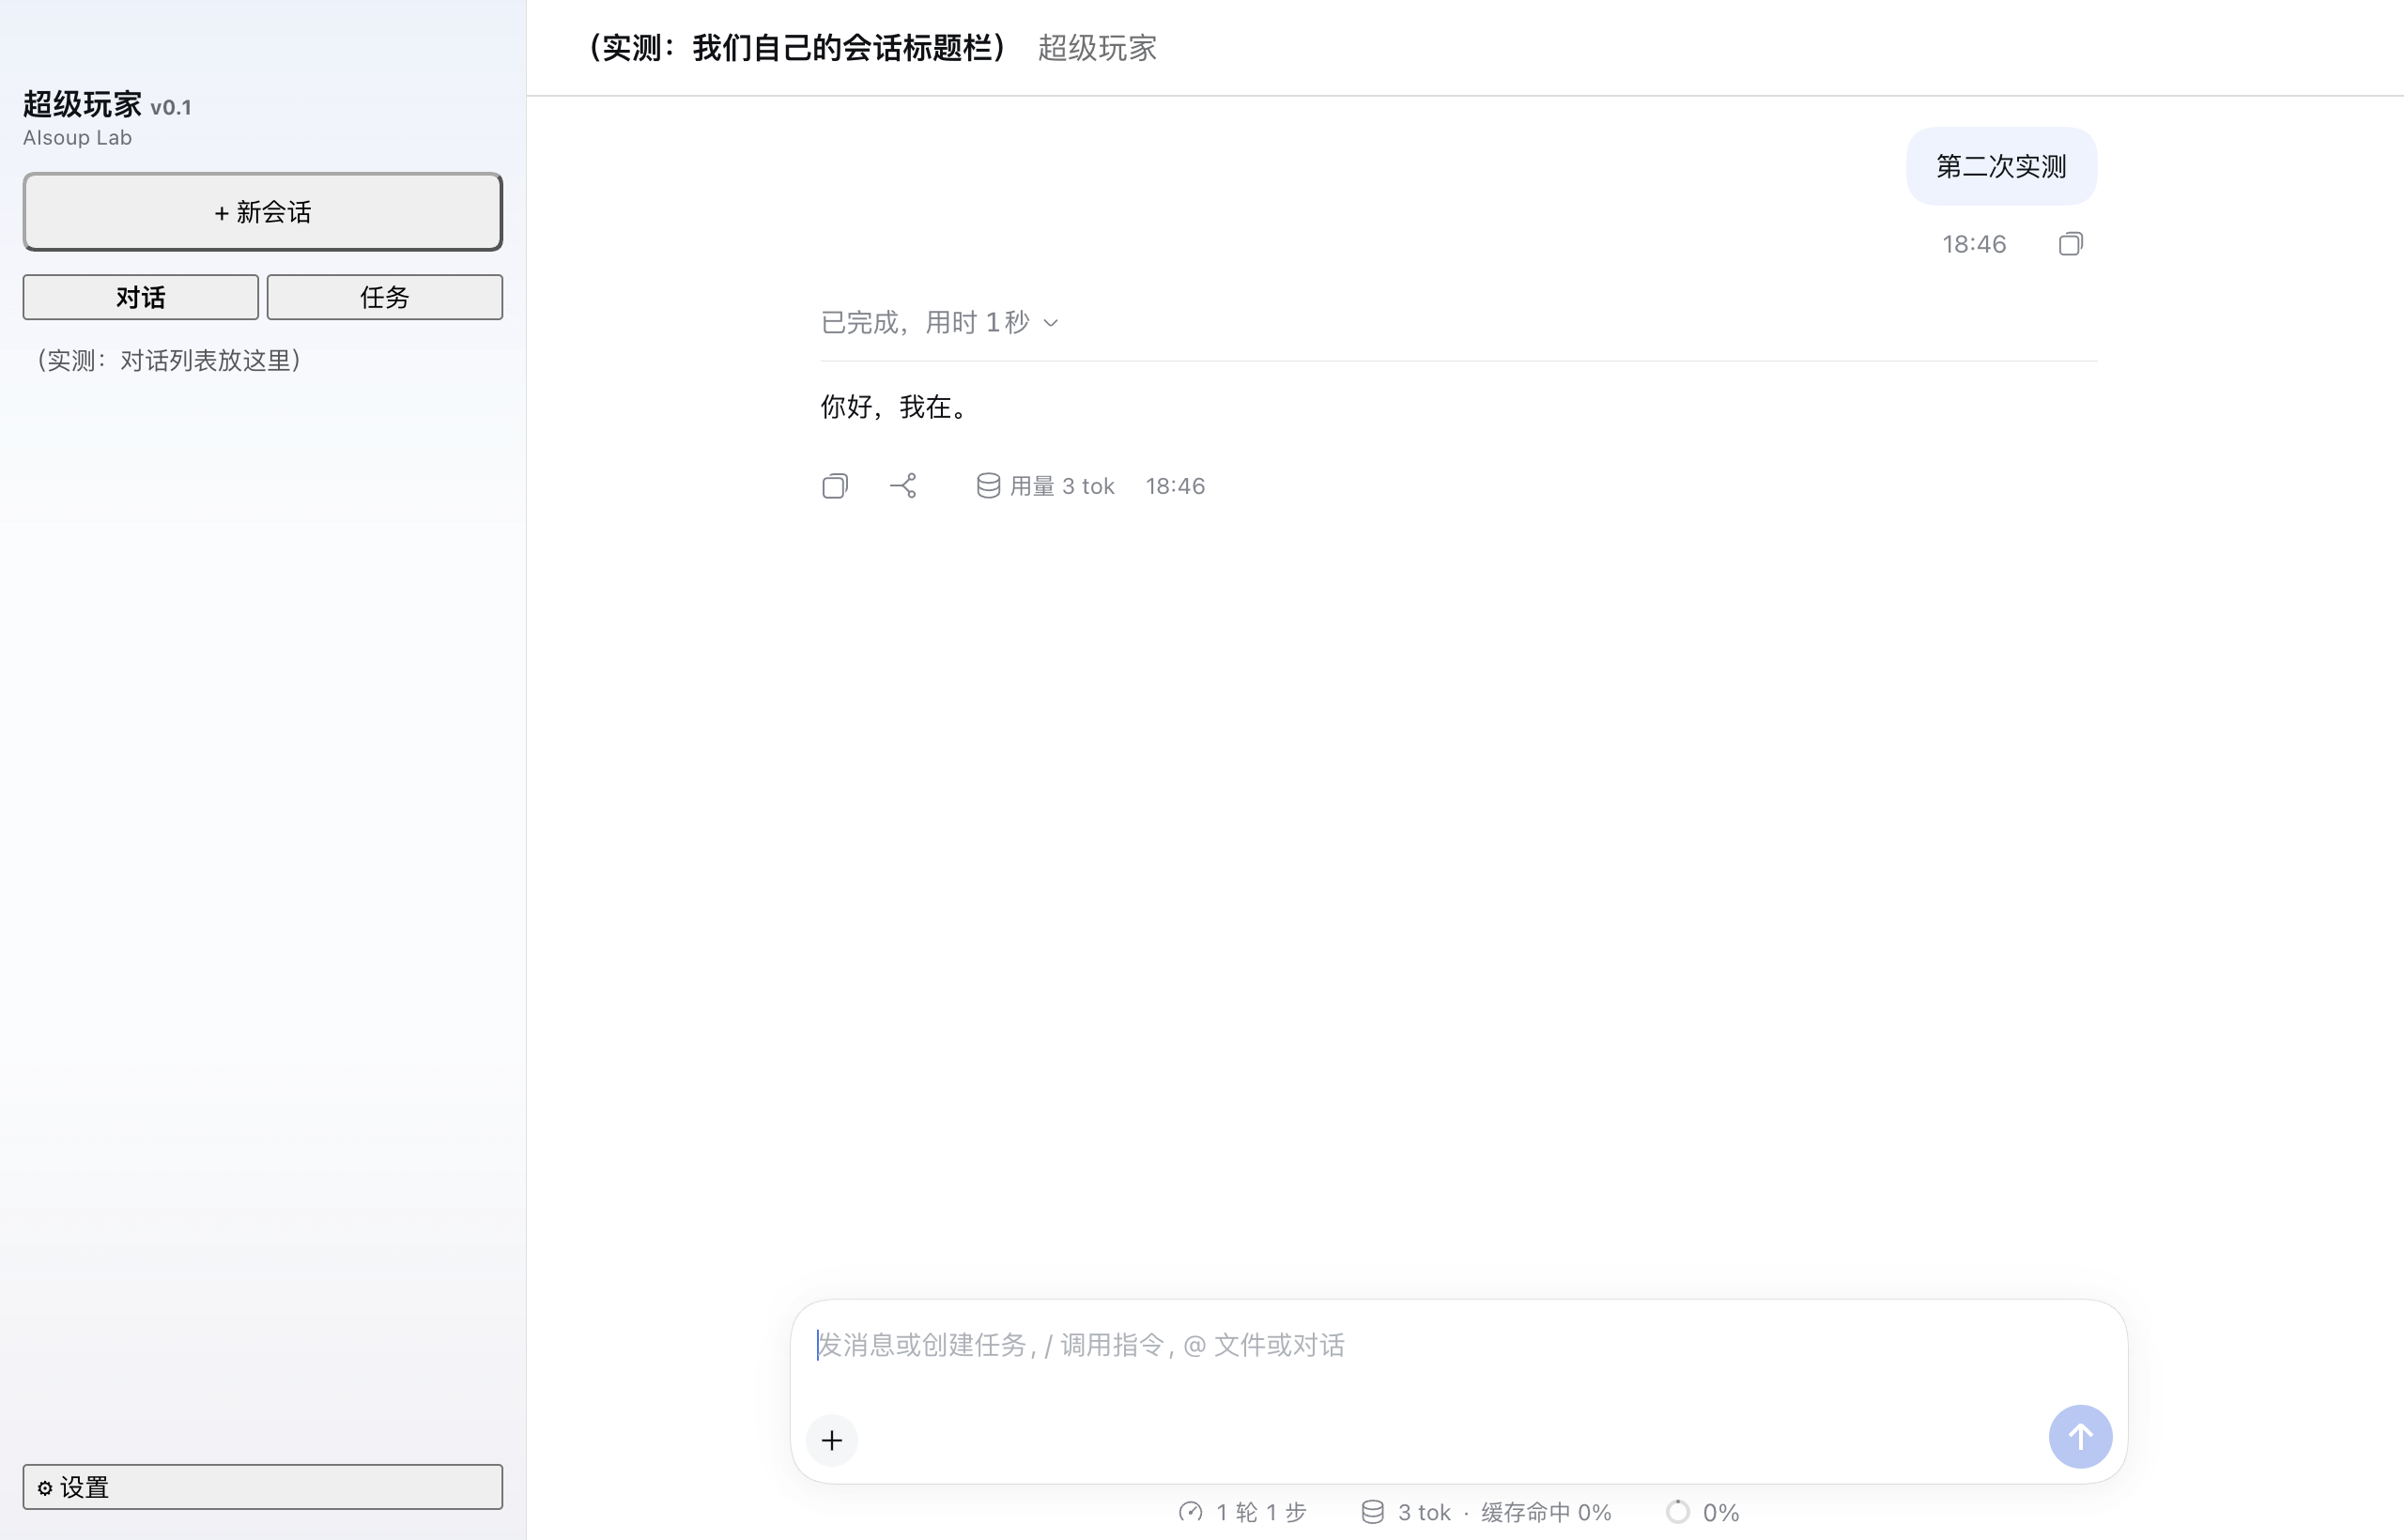 超级玩家 v0.1
AIsoup Lab
+ 新会话
对话
任务
（实测：对话列表放这里）
⚙ 设置
（实测：我们自己的会话标题栏） 超级玩家
第二次实测
18:46
已完成，用时 1 秒
你好，我在。
用量 3 tok 18:46
发消息或创建任务, / 调用指令, @ 文件或对话
1 轮 1 步 3 tok · 缓存命中 0% 0%